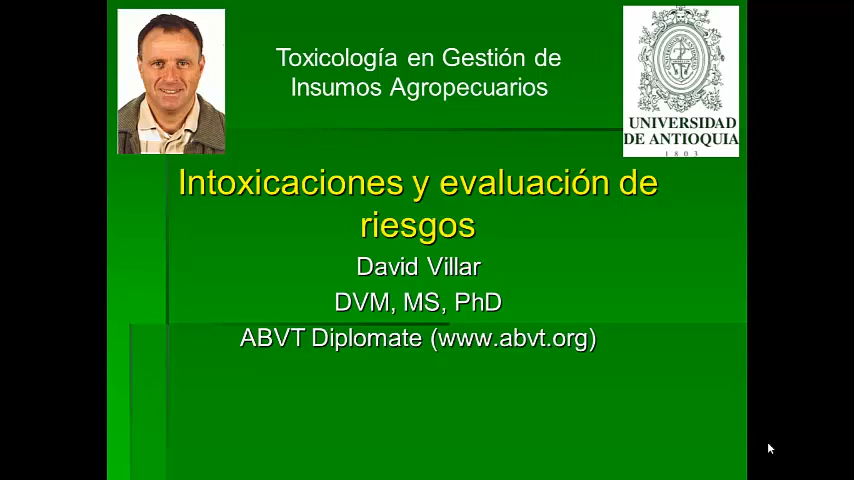 Toxicología en Gestión de
Insumos Agropecuarios
UNIVERSIDAD
DE ANTIOQUIA
1803
Intoxicaciones y evaluación de
riesgos
David Villar
DVM, MS, PhD
ABVT Diplomate (www.abvt.org)